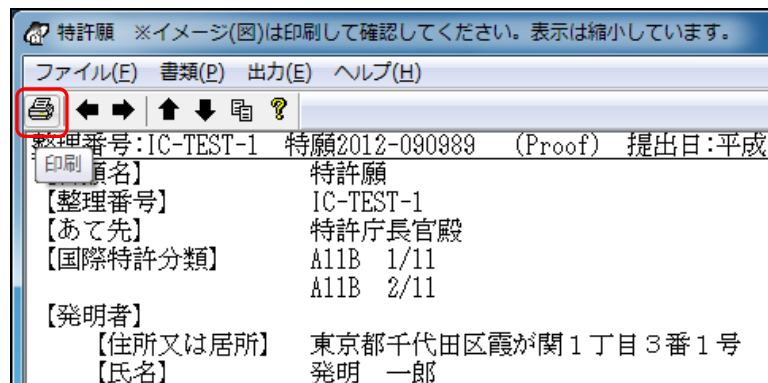 特許願 ※イメージ(図)は印刷して確認してください。表示は縮小しています。
ファイル(F) 書類(P) 出力(E) ヘルプ(H)
整理番号:IC-TEST-1 特願2012-090989 (Proof) 提出日:平成
印刷
名】 特許願
【整理番号】 IC-TEST-1
【あて先】 特許庁長官殿
【国際特許分類】 A11B 1/11
A11B 2/11
【発明者】
【住所又は居所】 東京都千代田区霞が関1丁目3番1号
【氏名】 発明 一郎